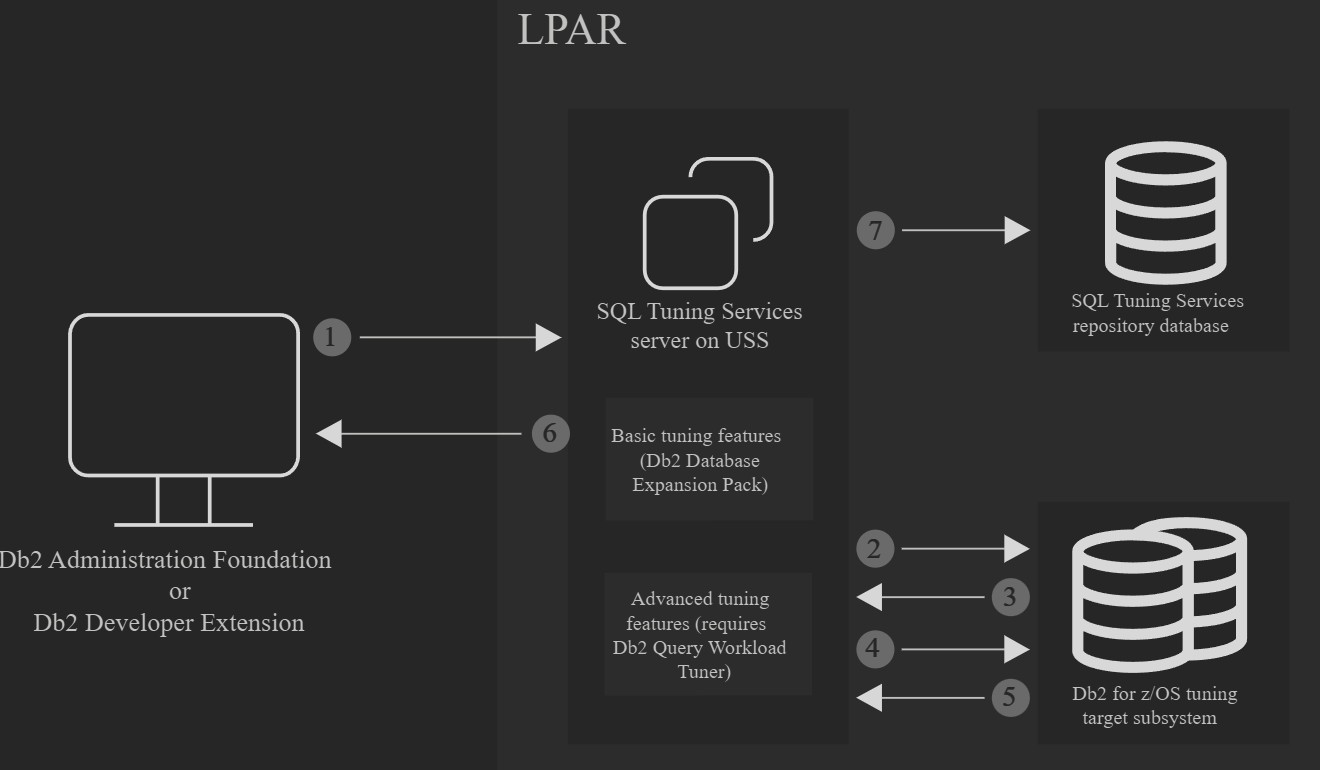 LPAR
1
6
Db2 Administration Foundation
or
Db2 Developer Extension
SQL Tuning Services
server on USS
Basic tuning features
(Db2 Database
Expansion Pack)
Advanced tuning
features (requires
Db2 Query Workload
Tuner)
7
SQL Tuning Services
repository database
2
3
4
5
Db2 for z/OS tuning
target subsystem